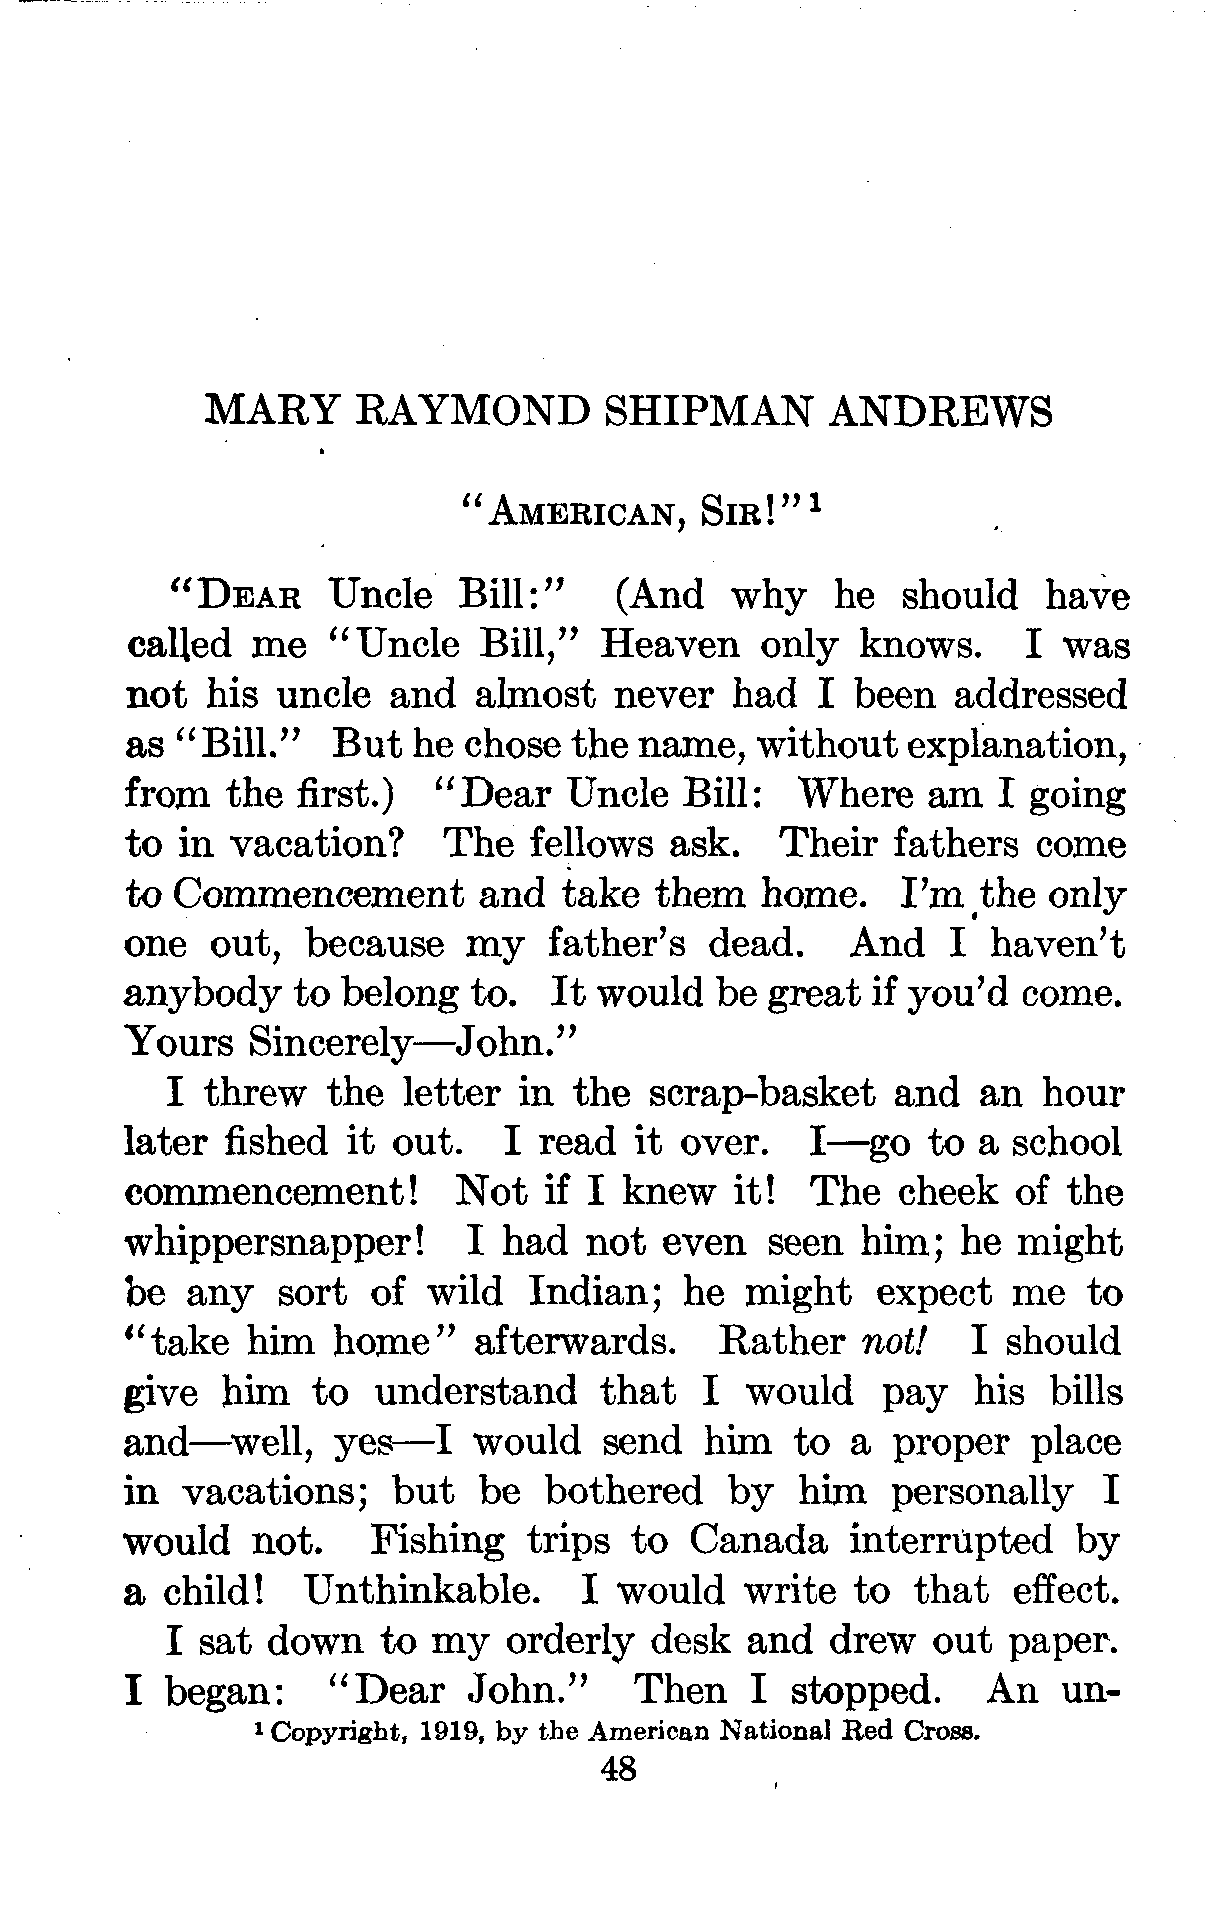 MARY RAYMOND SHIPMAN ANDREWS
“American, Sir!”¹
“Dear Uncle Bill:” (And why he should have
called me “Uncle Bill,” Heaven only knows. I was
not his uncle and almost never had I been addressed
as “Bill.” But he chose the name, without explanation,
from the first.) “Dear Uncle Bill: Where am I going
to in vacation? The fellows ask. Their fathers come
to Commencement and take them home. I’m the only
one out, because my father’s dead. And I haven’t
anybody to belong to. It would be great if you’d come.
Yours Sincerely—John.”
I threw the letter in the scrap-basket and an hour
later fished it out. I read it over. I—go to a school
commencement! Not if I knew it! The cheek of the
whippersnapper! I had not even seen him; he might
be any sort of wild Indian; he might expect me to
“take him home” afterwards. Rather not! I should
give him to understand that I would pay his bills
and—well, yes—I would send him to a proper place
in vacations; but be bothered by him personally I
would not. Fishing trips to Canada interrupted by
a child! Unthinkable. I would write to that effect.
I sat down to my orderly desk and drew out paper.
I began: “Dear John.” Then I stopped. An un-
¹ Copyright, 1919, by the American National Red Cross.
48